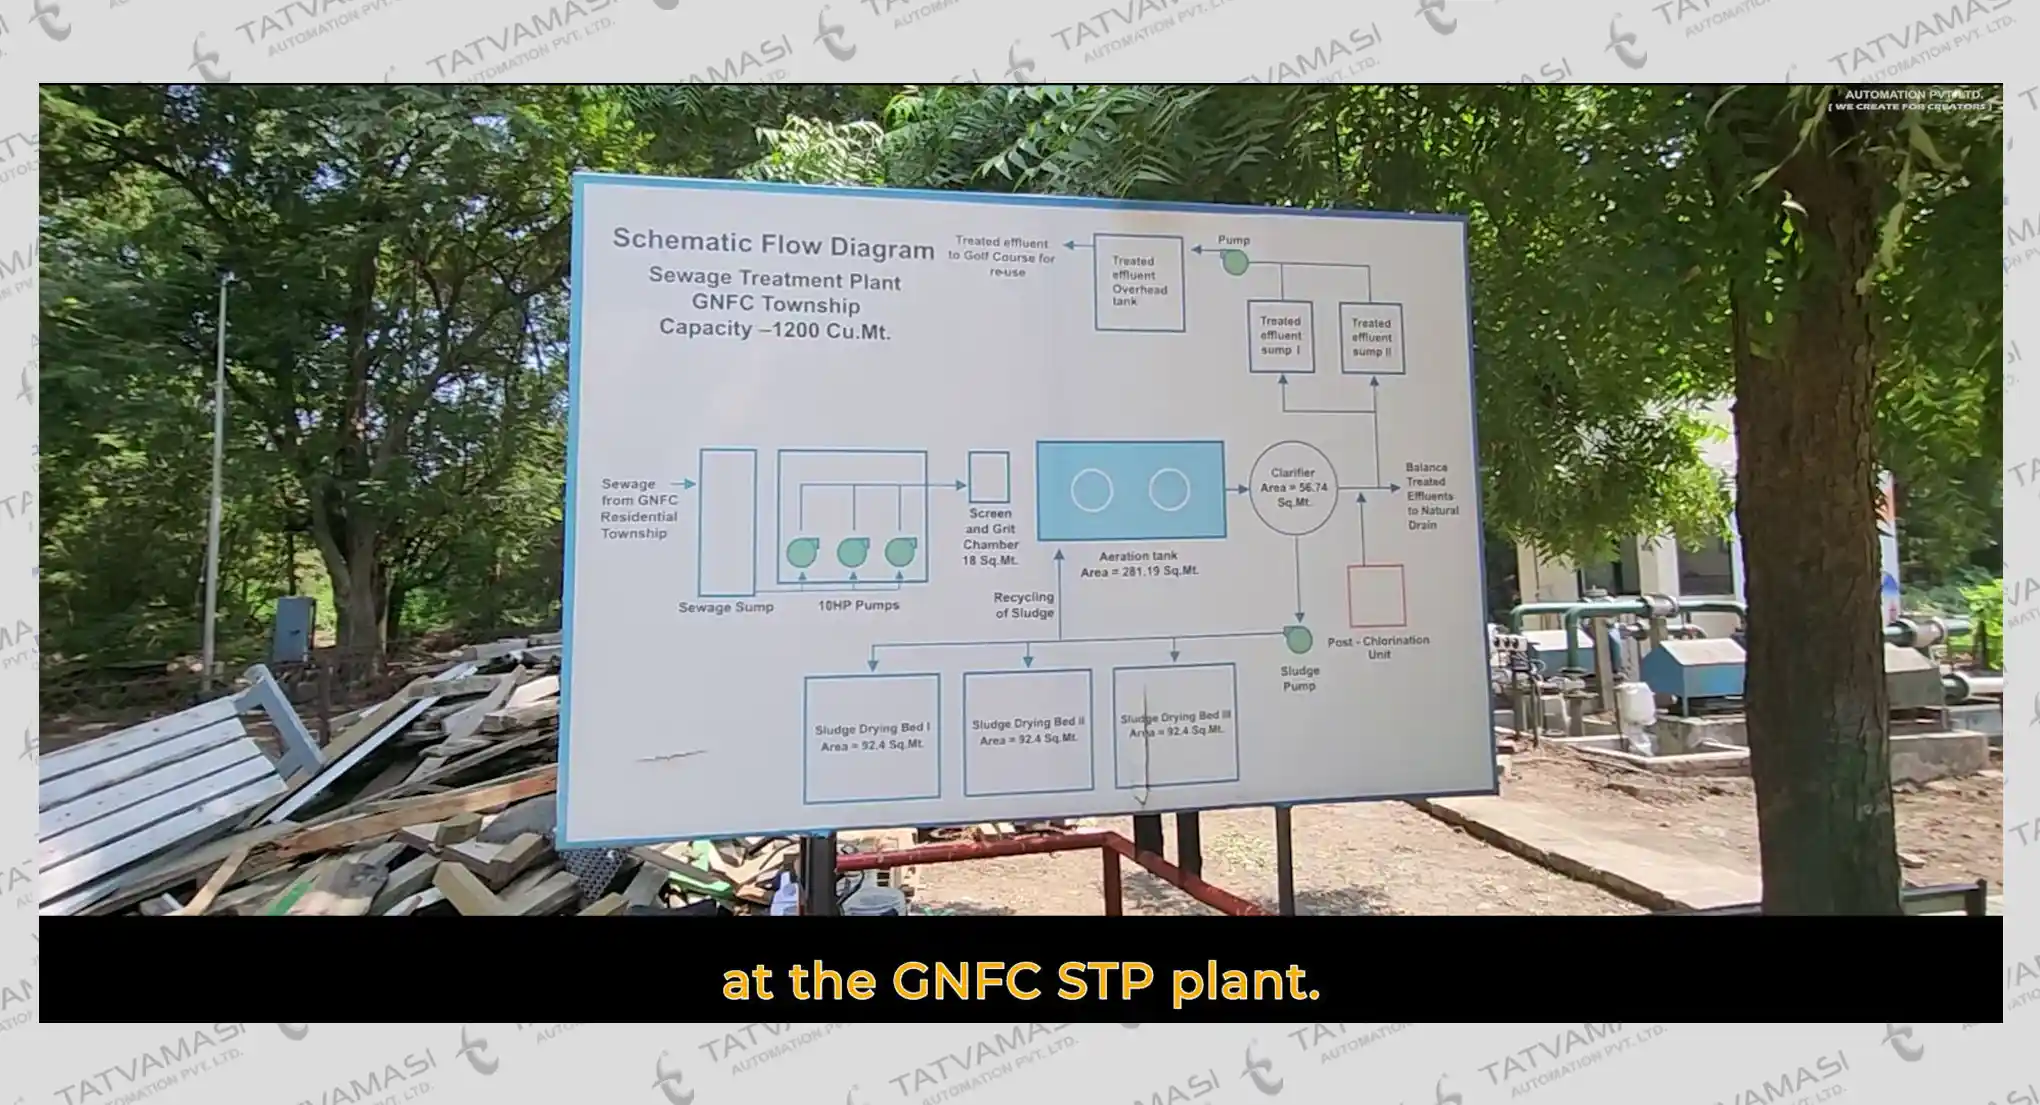 AUTOMATION PVT. LTD.
[ WE CREATE FOR CREATORS ]
Schematic Flow Diagram
Sewage Treatment Plant
GNFC Township
Capacity –1200 Cu.Mt.
Treated effluent
to Golf Course for
re-use
Treated
effluent
Overhead
tank
Pump
Treated
effluent
sump I
Treated
effluent
sump II
Sewage
from GNFC
Residential
Township
Sewage Sump
10HP Pumps
Screen
and Grit
Chamber
18 Sq.Mt.
Aeration tank
Area = 281.19 Sq.Mt.
Clarifier
Area = 56.74
Sq.Mt.
Balance
Treated
Effluents
to Natural
Drain
Recycling
of Sludge
Post - Chlorination
Unit
Sludge
Pump
Sludge Drying Bed I
Area = 92.4 Sq.Mt.
Sludge Drying Bed II
Area = 92.4 Sq.Mt.
Sludge Drying Bed III
Area = 92.4 Sq.Mt.
at the GNFC STP plant.
TATVAMASI
AUTOMATION PVT. LTD.